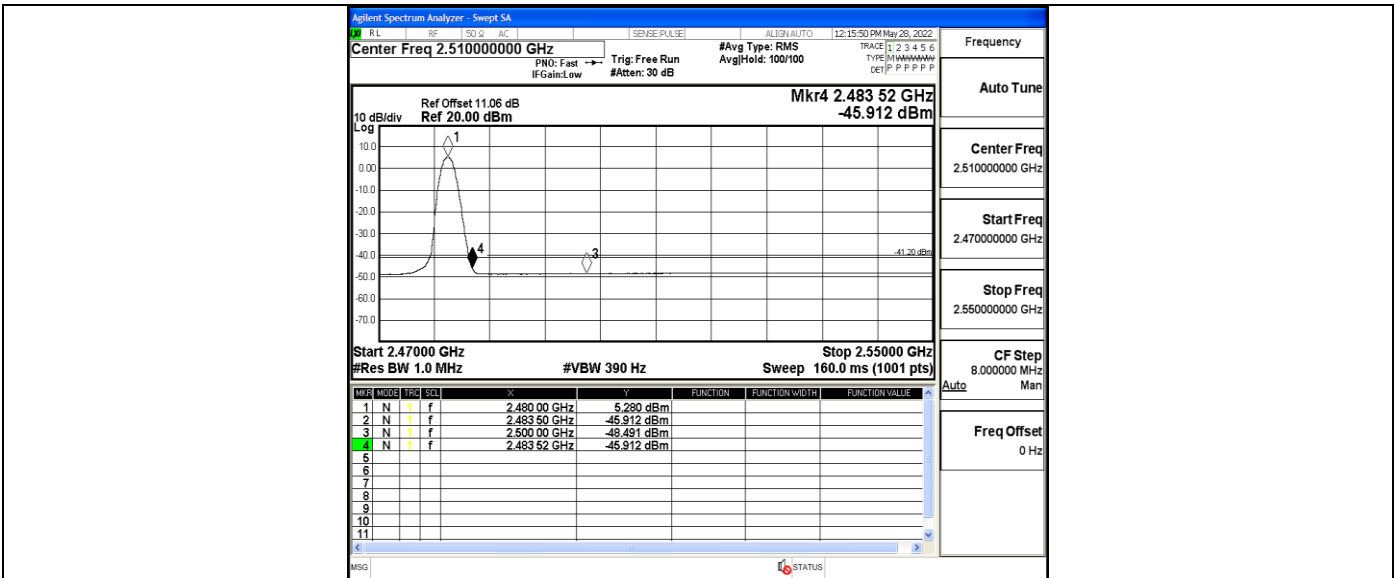 Agilent Spectrum Analyzer - Swept SA
RL RF 50 Ω AC SENSE:PULSE ALIGN AUTO 12:15:50 PM May 28, 2022
Center Freq 2.510000000 GHz
PNO: Fast
IFGain:Low
Trig: Free Run
#Atten: 30 dB
#Avg Type: RMS
Avg|Hold: 100/100
TRACE 1 2 3 4 5 6
TYPE M WWWWW
DET P P P P P P
Mkr4 2.483 52 GHz
-45.912 dBm
Ref Offset 11.06 dB
10 dB/div Ref 20.00 dBm
Log
10.0
0.00
-10.0
-20.0
-30.0
-40.0
-50.0
-60.0
-70.0
1
4
3
-41.20 dBm
Start 2.47000 GHz Stop 2.55000 GHz
#Res BW 1.0 MHz #VBW 390 Hz Sweep 160.0 ms (1001 pts)
MKR MODE TRC SCL X Y FUNCTION FUNCTION WIDTH FUNCTION VALUE
1 N 1 f 2.480 00 GHz 5.280 dBm
2 N 1 f 2.483 50 GHz -45.912 dBm
3 N 1 f 2.500 00 GHz -48.491 dBm
4 N 1 f 2.483 52 GHz -45.912 dBm
5
6
7
8
9
10
11
MSG STATUS
Frequency
Auto Tune
Center Freq
2.510000000 GHz
Start Freq
2.470000000 GHz
Stop Freq
2.550000000 GHz
CF Step
8.000000 MHz
Auto Man
Freq Offset
0 Hz